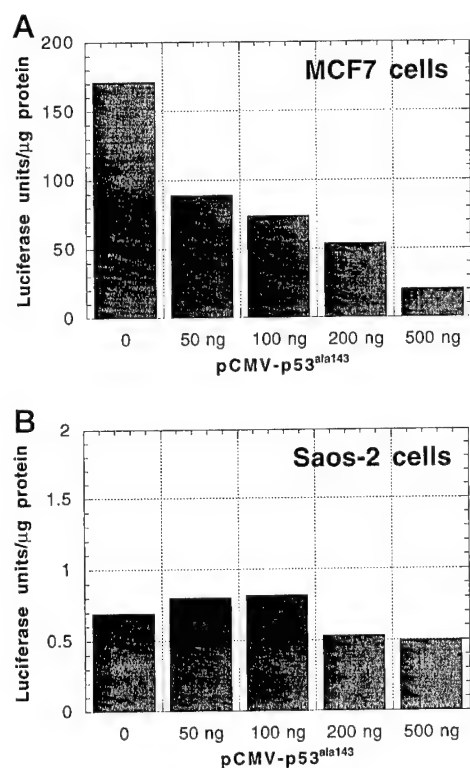 A
MCF7 cells
Luciferase units/µg protein
200
150
100
50
0
0 50 ng 100 ng 200 ng 500 ng
pCMV-p53ala143
B
Saos-2 cells
Luciferase units/µg protein
2
1.5
1
0.5
0
0 50 ng 100 ng 200 ng 500 ng
pCMV-p53ala143